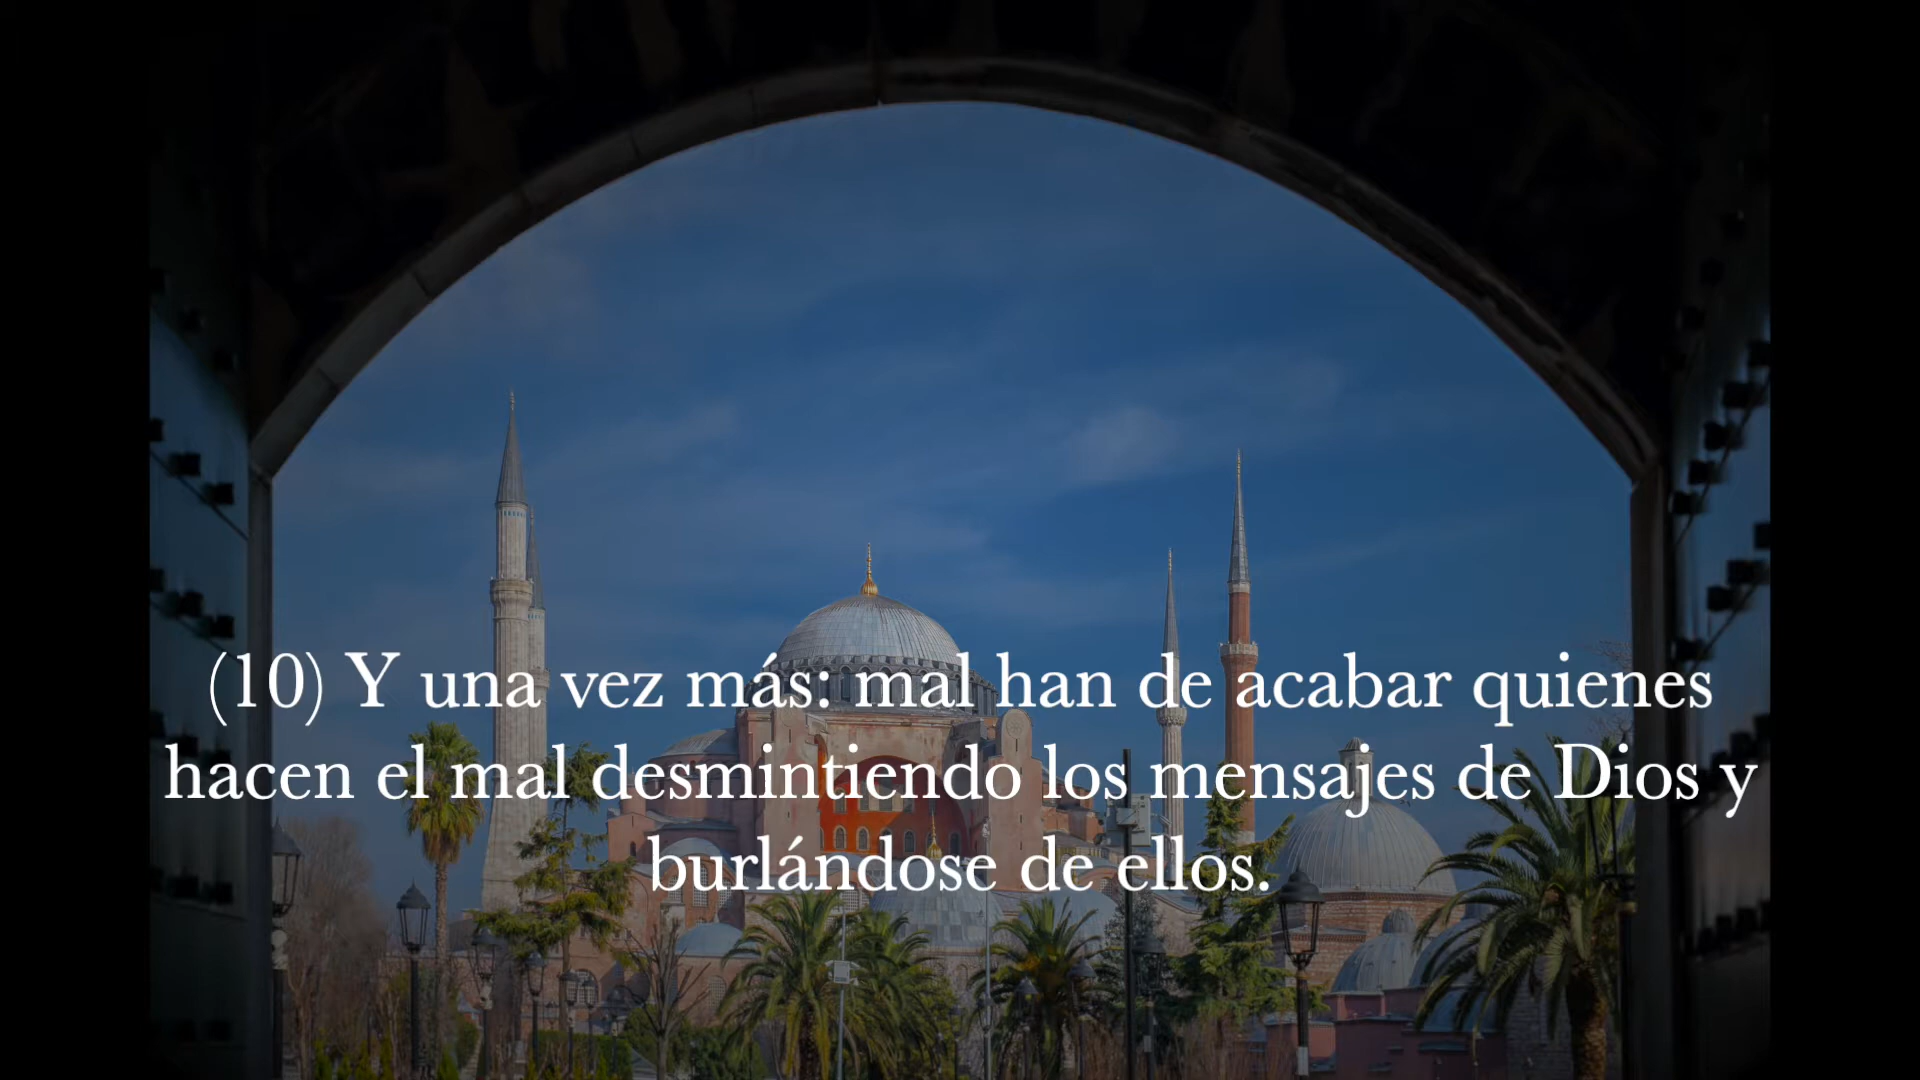 (10) Y una vez más: mal han de acabar quienes
hacen el mal desmintiendo los mensajes de Dios y
burlándose de ellos.